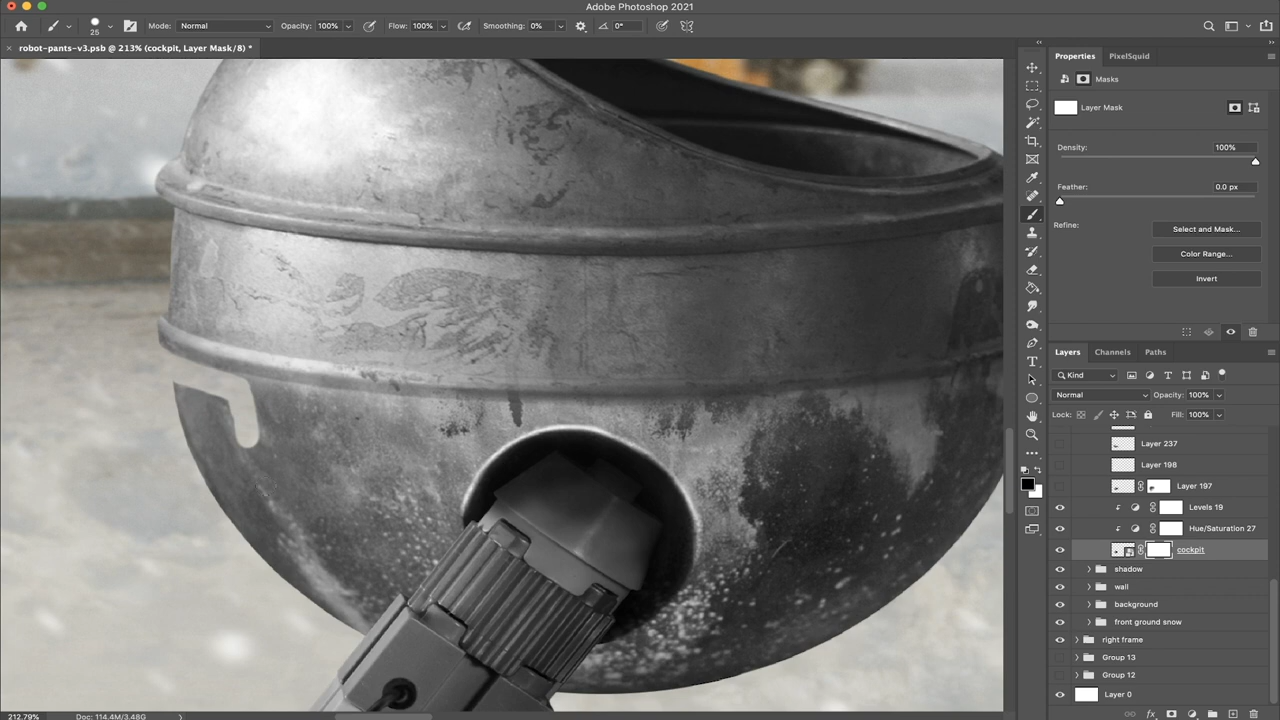 Adobe Photoshop 2021
25 Mode: Normal Opacity: 100% Flow: 100% Smoothing: 0% 0°
× robot-pants-v3.psb @ 213% (cockpit, Layer Mask/8) *
Properties PixelSquid
Masks
Layer Mask
Density: 100%
Feather: 0.0 px
Refine: Select and Mask...
Color Range...
Invert
Layers Channels Paths
Kind
Normal Opacity: 100%
Lock: Fill: 100%
Layer 237
Layer 198
Layer 197
Levels 19
Hue/Saturation 27
cockpit
shadow
wall
background
front ground snow
right frame
Group 13
Group 12
Layer 0
212.79% Doc: 114.4M/3.48G